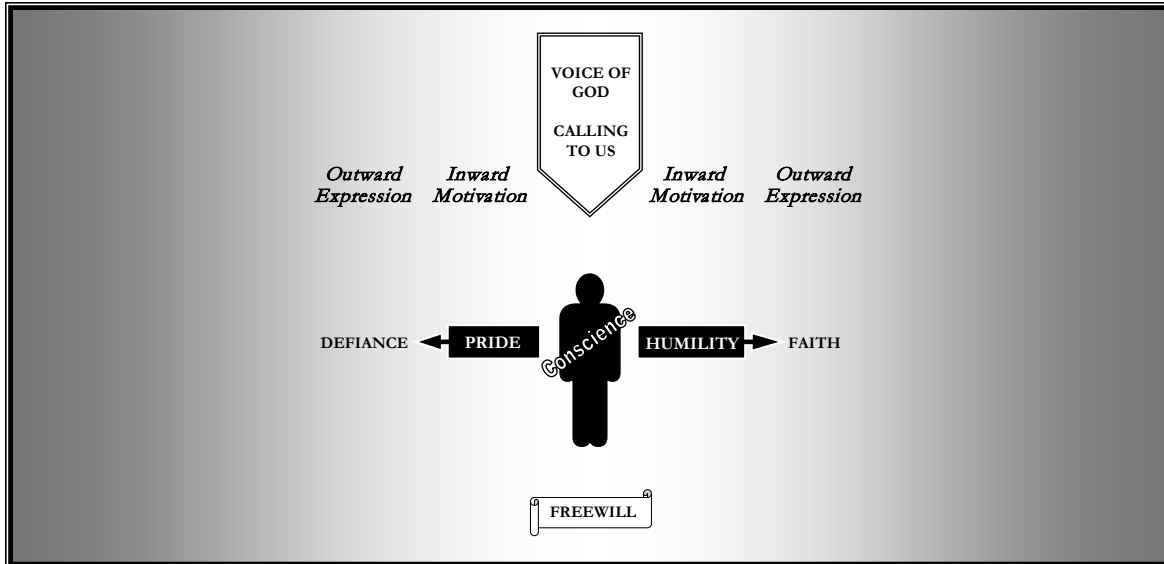 VOICE OF
GOD
CALLING
TO US
Outward
Expression
Inward
Motivation
Inward
Motivation
Outward
Expression
DEFIANCE
PRIDE
Conscience
HUMILITY
FAITH
FREEWILL